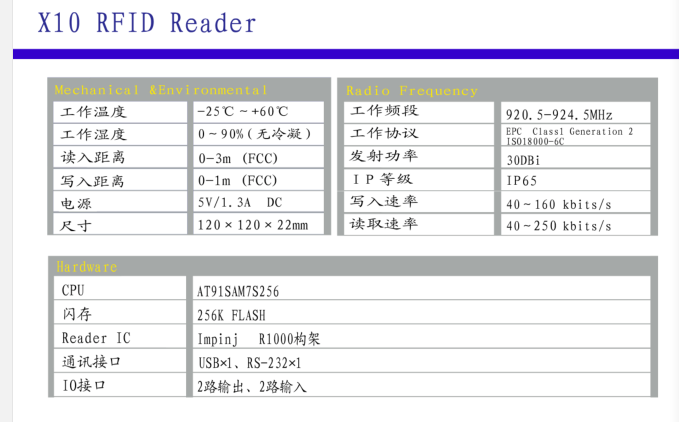 X10 RFID Reader
Mechanical &Environmental
工作温度 -25℃~+60℃
工作湿度 0~90%(无冷凝)
读入距离 0-3m (FCC)
写入距离 0-1m (FCC)
电源 5V/1.3A DC
尺寸 120×120×22mm
Radio Frequency
工作频段 920.5-924.5MHz
工作协议 EPC Class1 Generation 2
ISO18000-6C
发射功率 30DBi
IP等级 IP65
写入速率 40~160 kbits/s
读取速率 40~250 kbits/s
Hardware
CPU AT91SAM7S256
闪存 256K FLASH
Reader IC Impinj R1000构架
通讯接口 USB×1、RS-232×1
IO接口 2路输出、2路输入